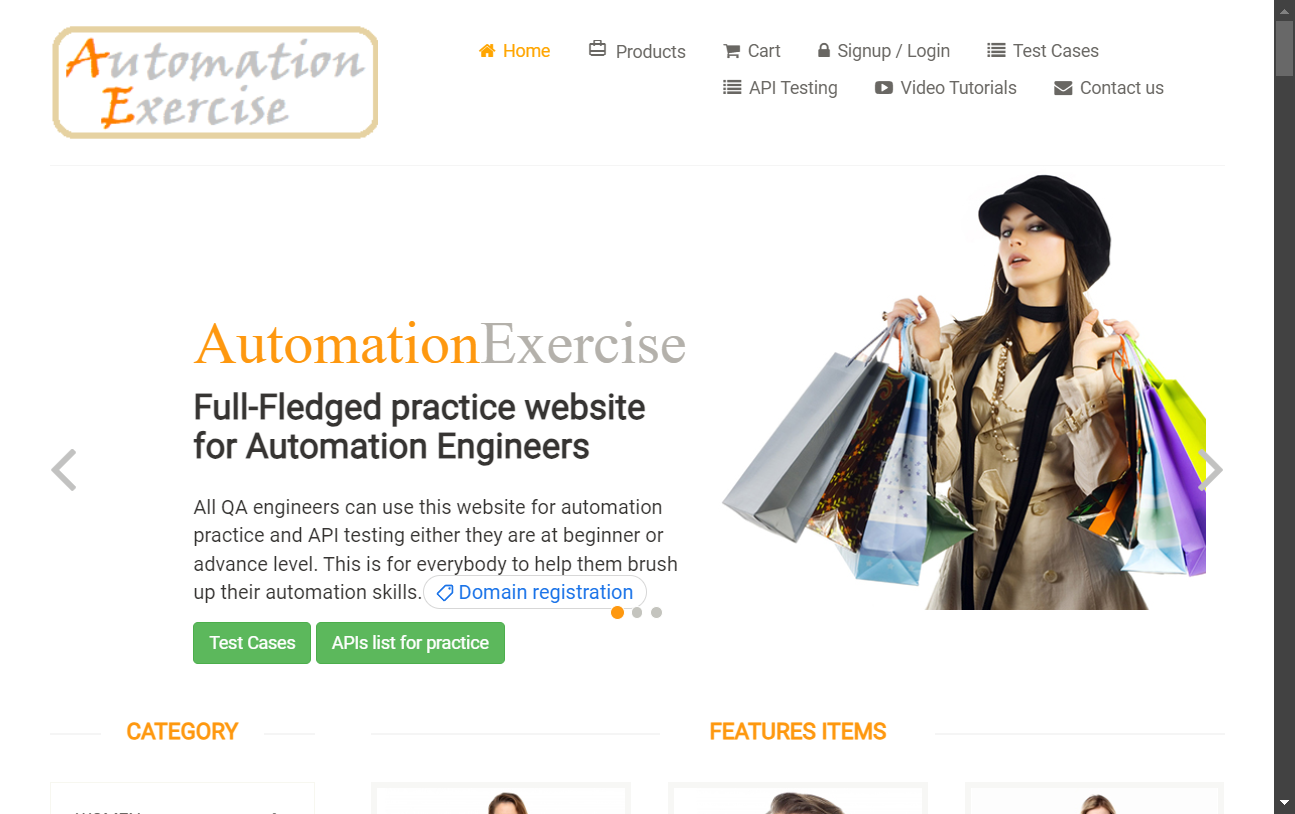 Automation
Exercise
Home
Products
Cart
Signup / Login
Test Cases
API Testing
Video Tutorials
Contact us
AutomationExercise
Full-Fledged practice website
for Automation Engineers
All QA engineers can use this website for automation
practice and API testing either they are at beginner or
advance level. This is for everybody to help them brush
up their automation skills. Domain registration
Test Cases
APIs list for practice
CATEGORY
FEATURES ITEMS
WOMEN